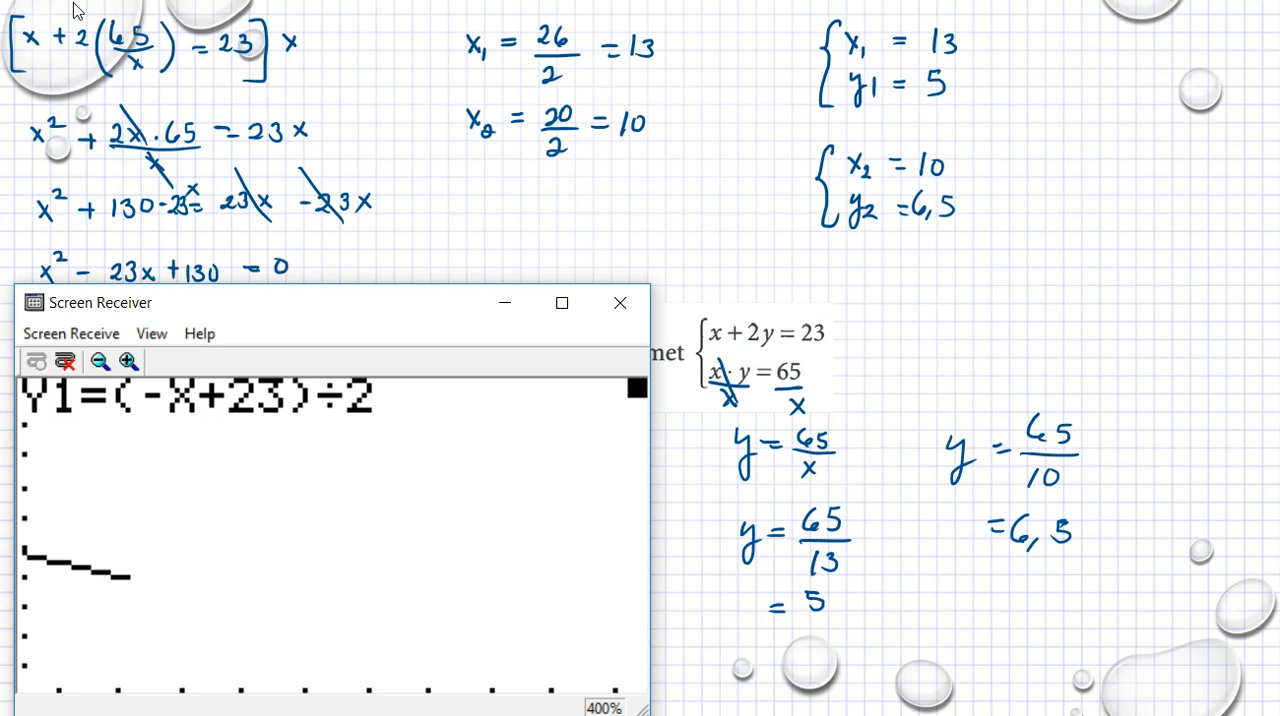 [x + 2(65/x) = 23] x
x² + 2x · 65 / x = 23x
x² + 130 - 23x = 23x - 23x
x² - 23x + 130 = 0
x₁ = 26/2 = 13
x₂ = 20/2 = 10
{ x₁ = 13
y1 = 5
{ x₂ = 10
y₂ = 6,5
Screen Receiver
Screen Receive View Help
Y1=(-X+23)÷2
400%
met { x + 2y = 23
x · y / x = 65 / x
y = 65/x
y = 65/13
= 5
y = 65/10
= 6,5